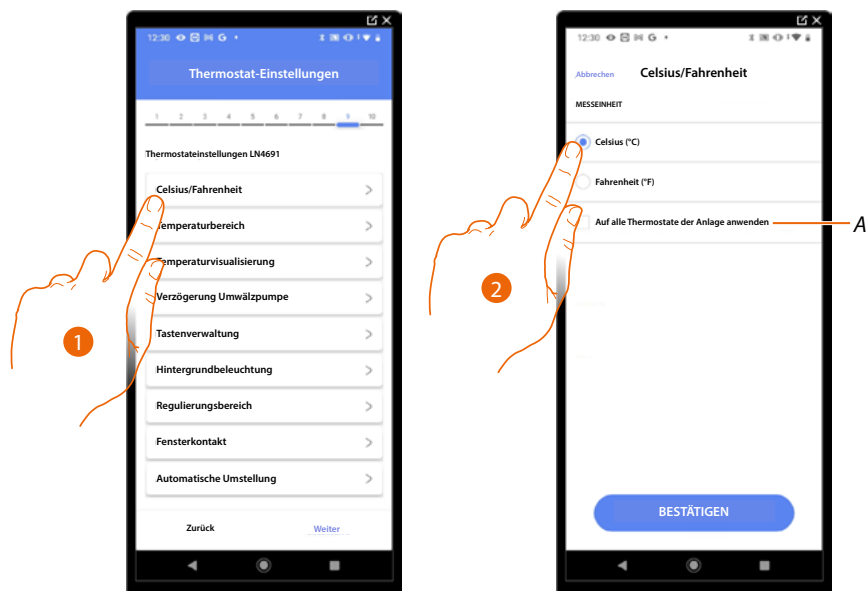 12:30 G
Thermostat-Einstellungen
1 2 3 4 5 6 7 8 9 10
Thermostateinstellungen LN4691
Celsius/Fahrenheit
Temperaturbereich
Temperaturvisualisierung
Verzögerung Umwälzpumpe
Tastenverwaltung
Hintergrundbeleuchtung
Regulierungsbereich
Fensterkontakt
Automatische Umstellung
Zurück Weiter
1
12:30 G
Abbrechen Celsius/Fahrenheit
MESSEINHEIT
Celsius (°C)
Fahrenheit (°F)
Auf alle Thermostate der Anlage anwenden
A
2
BESTÄTIGEN